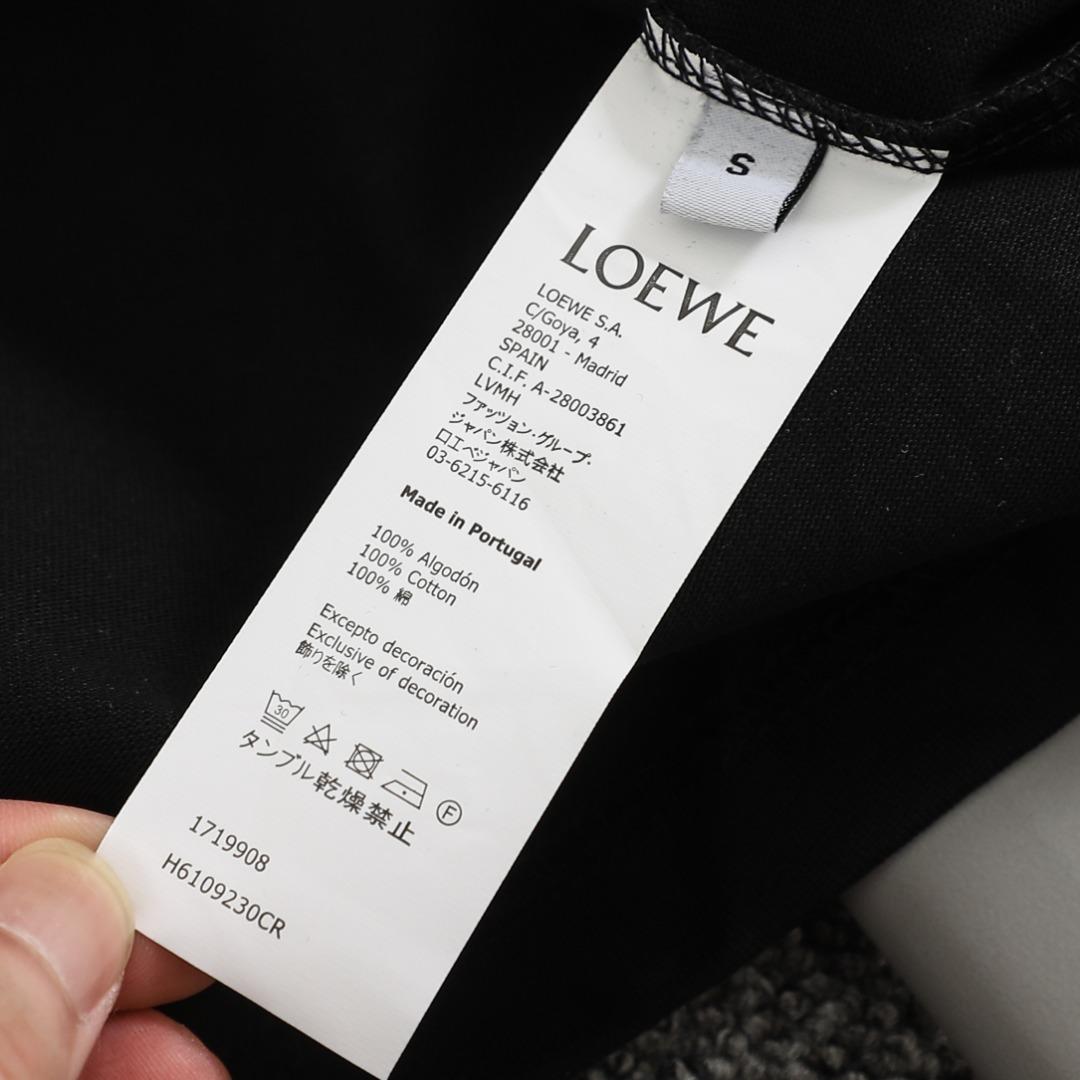 S
LOEWE
LOEWE S.A.
C/Goya, 4
28001 - Madrid
SPAIN
C.I.F. A-28003861
LVMH
ファッツョン・グループ・
ジャパン株式会社
ロエベジャパン
03-6215-6116
Made in Portugal
100% Algodón
100% Cotton
100% 綿
Excepto decoración
Exclusive of decoration
飾りを除く
30
F
タンブル乾燥禁止
1719908
H6109230CR